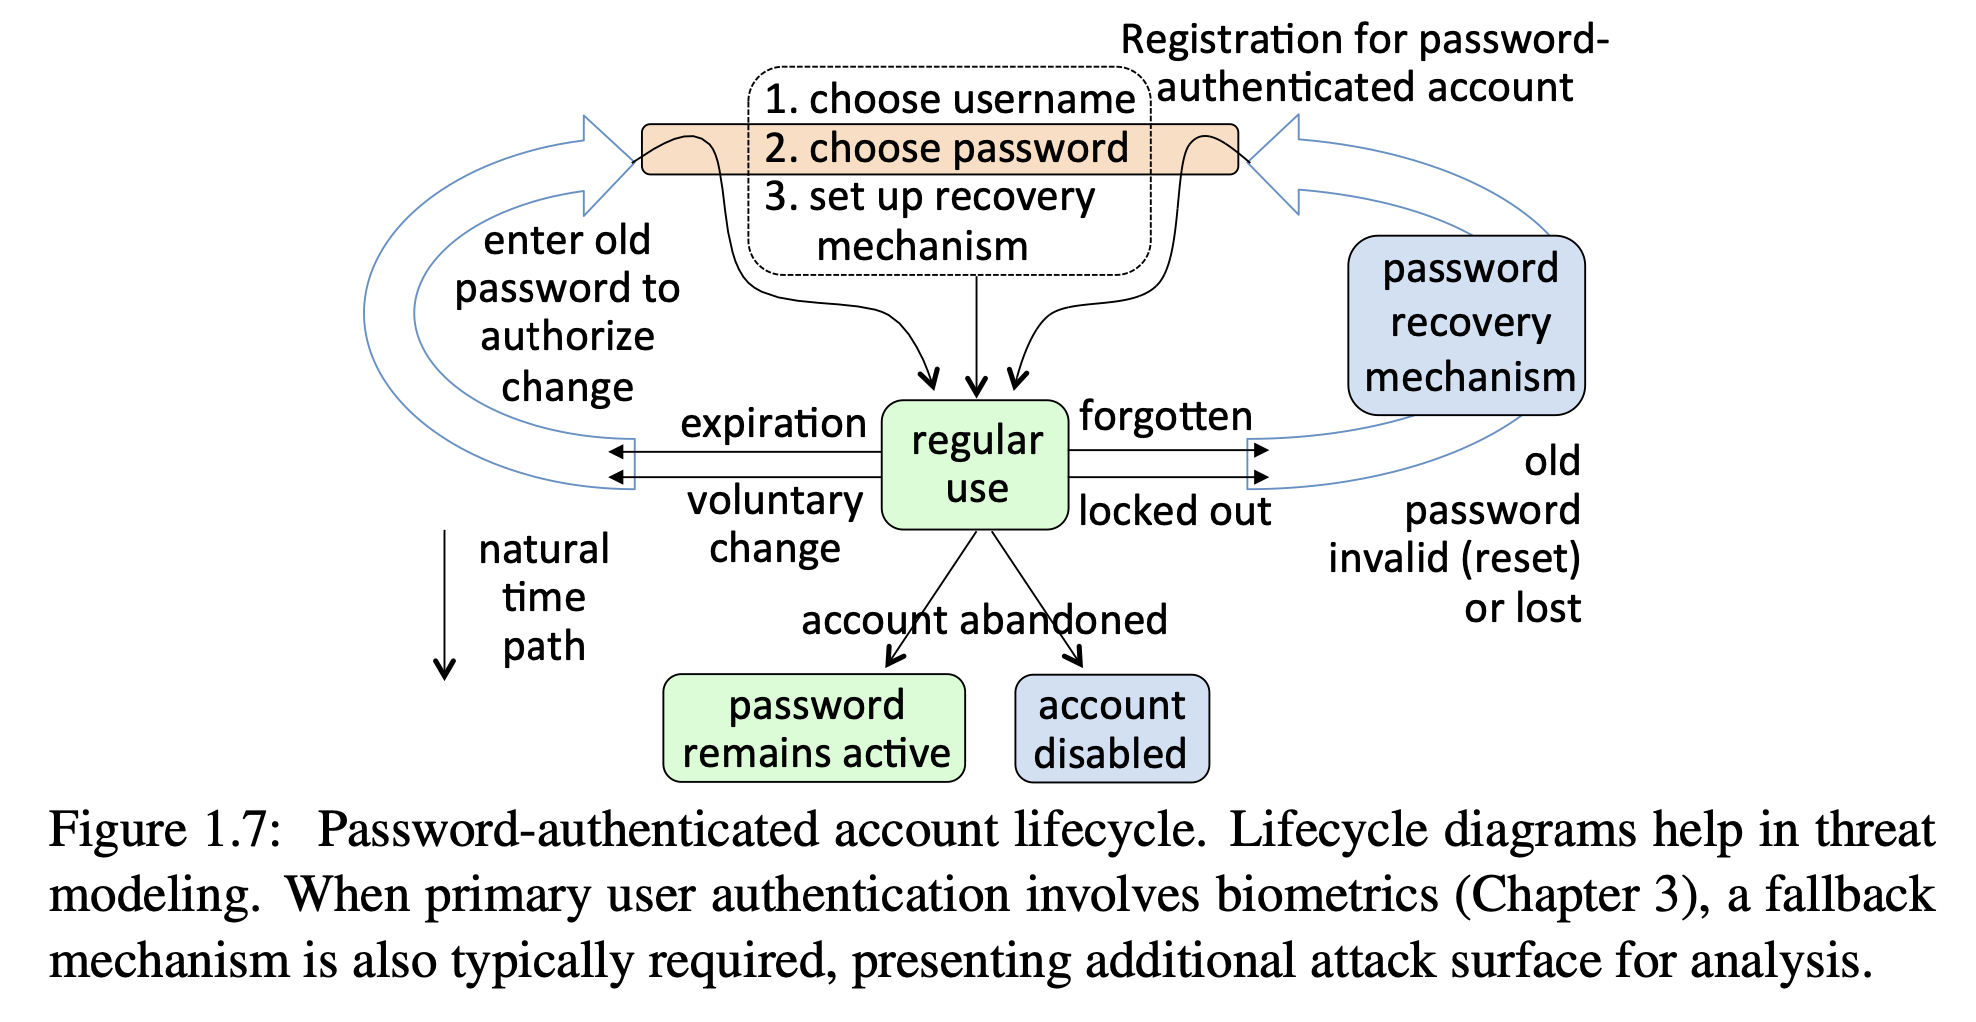 Registration for password-
authenticated account
1. choose username
2. choose password
3. set up recovery
mechanism
enter old
password to
authorize
change
password
recovery
mechanism
expiration
voluntary
change
regular
use
forgotten
locked out
old
password
invalid (reset)
or lost
natural
time
path
account abandoned
password
remains active
account
disabled
Figure 1.7: Password-authenticated account lifecycle. Lifecycle diagrams help in threat
modeling. When primary user authentication involves biometrics (Chapter 3), a fallback
mechanism is also typically required, presenting additional attack surface for analysis.